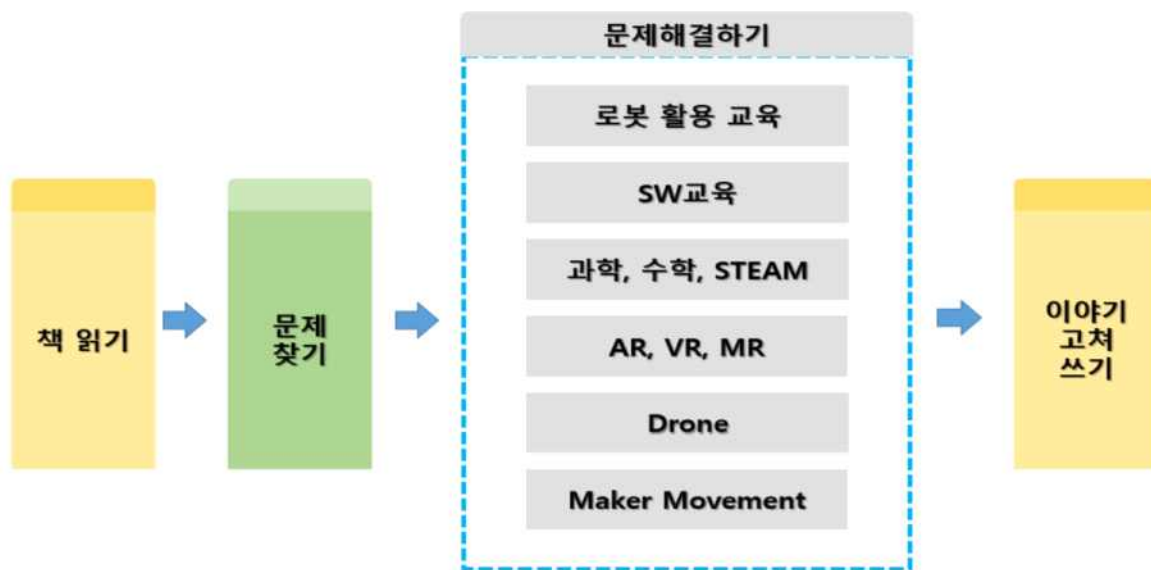 책 읽기
문제
찾기
문제해결하기
로봇 활용 교육
SW교육
과학, 수학, STEAM
AR, VR, MR
Drone
Maker Movement
이야기
고쳐
쓰기